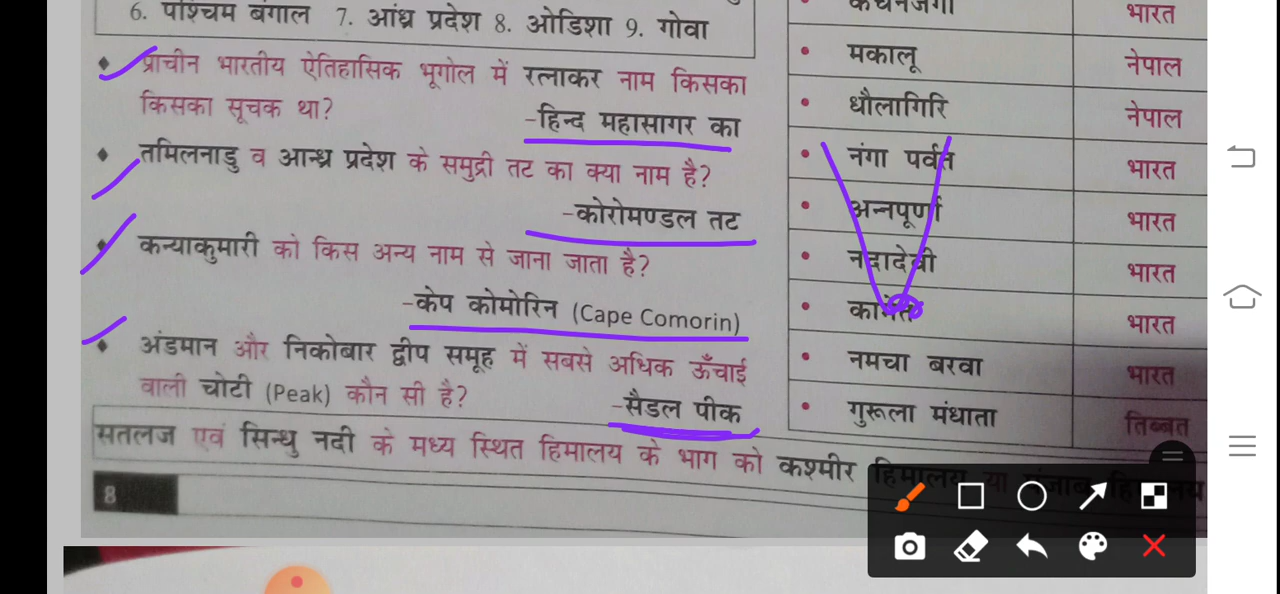 6. पश्चिम बंगाल 7. आंध्र प्रदेश 8. ओडिशा 9. गोवा
प्राचीन भारतीय ऐतिहासिक भूगोल में रत्नाकर नाम किसका
किसका सूचक था?
-हिन्द महासागर का
तमिलनाडु व आन्ध्र प्रदेश के समुद्री तट का क्या नाम है?
-कोरोमण्डल तट
कन्याकुमारी को किस अन्य नाम से जाना जाता है?
-केप कोमोरिन (Cape Comorin)
अंडमान और निकोबार द्वीप समूह में सबसे अधिक ऊँचाई
वाली चोटी (Peak) कौन सी है?
-सैडल पीक
सतलज एवं सिन्धु नदी के मध्य स्थित हिमालय के भाग को कश्मीर हिमालय या पंजाब हिमालय
8
भारत
मकालू नेपाल
धौलागिरि नेपाल
नंगा पर्वत भारत
अन्नपूर्णा भारत
नंदादेवी भारत
कामेत भारत
नमचा बरवा भारत
गुरूला मंधाता तिब्बत